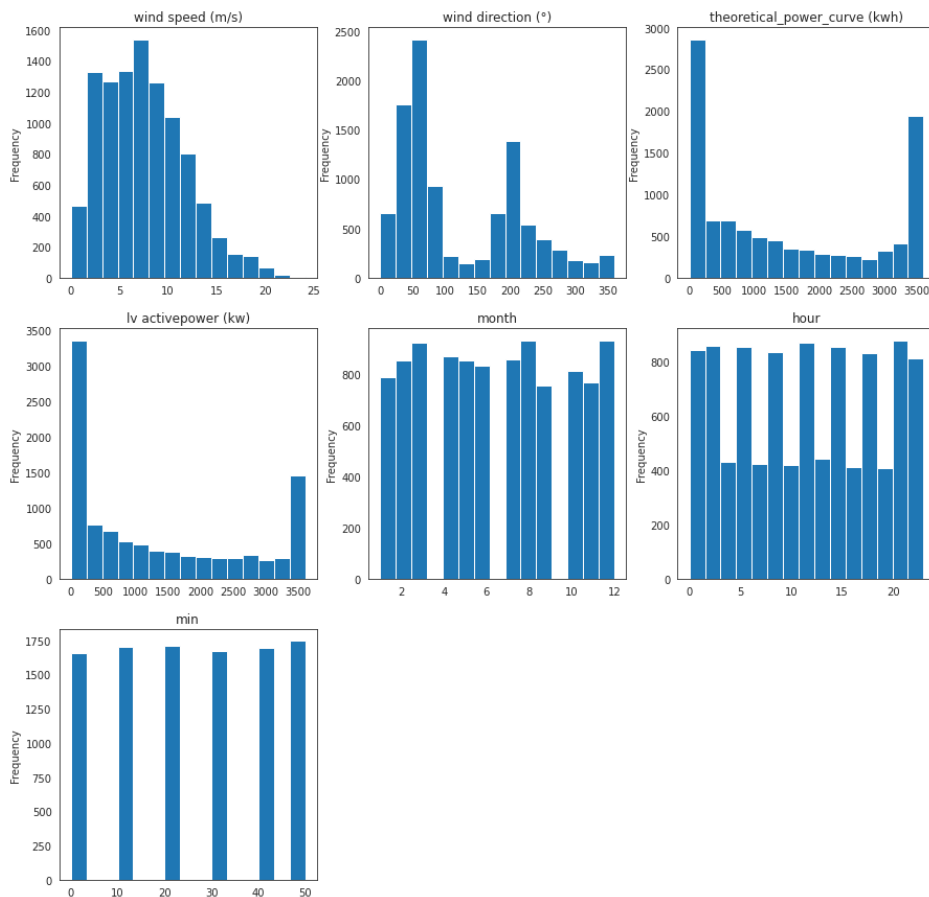 wind speed (m/s)
Frequency
1600
1400
1200
1000
800
600
400
200
0
0 5 10 15 20 25
wind direction (°)
Frequency
2500
2000
1500
1000
500
0
0 50 100 150 200 250 300 350
theoretical_power_curve (kwh)
Frequency
3000
2500
2000
1500
1000
500
0
0 500 1000 1500 2000 2500 3000 3500
lv activepower (kw)
Frequency
3500
3000
2500
2000
1500
1000
500
0
0 500 1000 1500 2000 2500 3000 3500
month
Frequency
800
600
400
200
0
2 4 6 8 10 12
hour
Frequency
800
600
400
200
0
5 10 15 20
min
Frequency
1750
1500
1250
1000
750
500
250
0
0 10 20 30 40 50